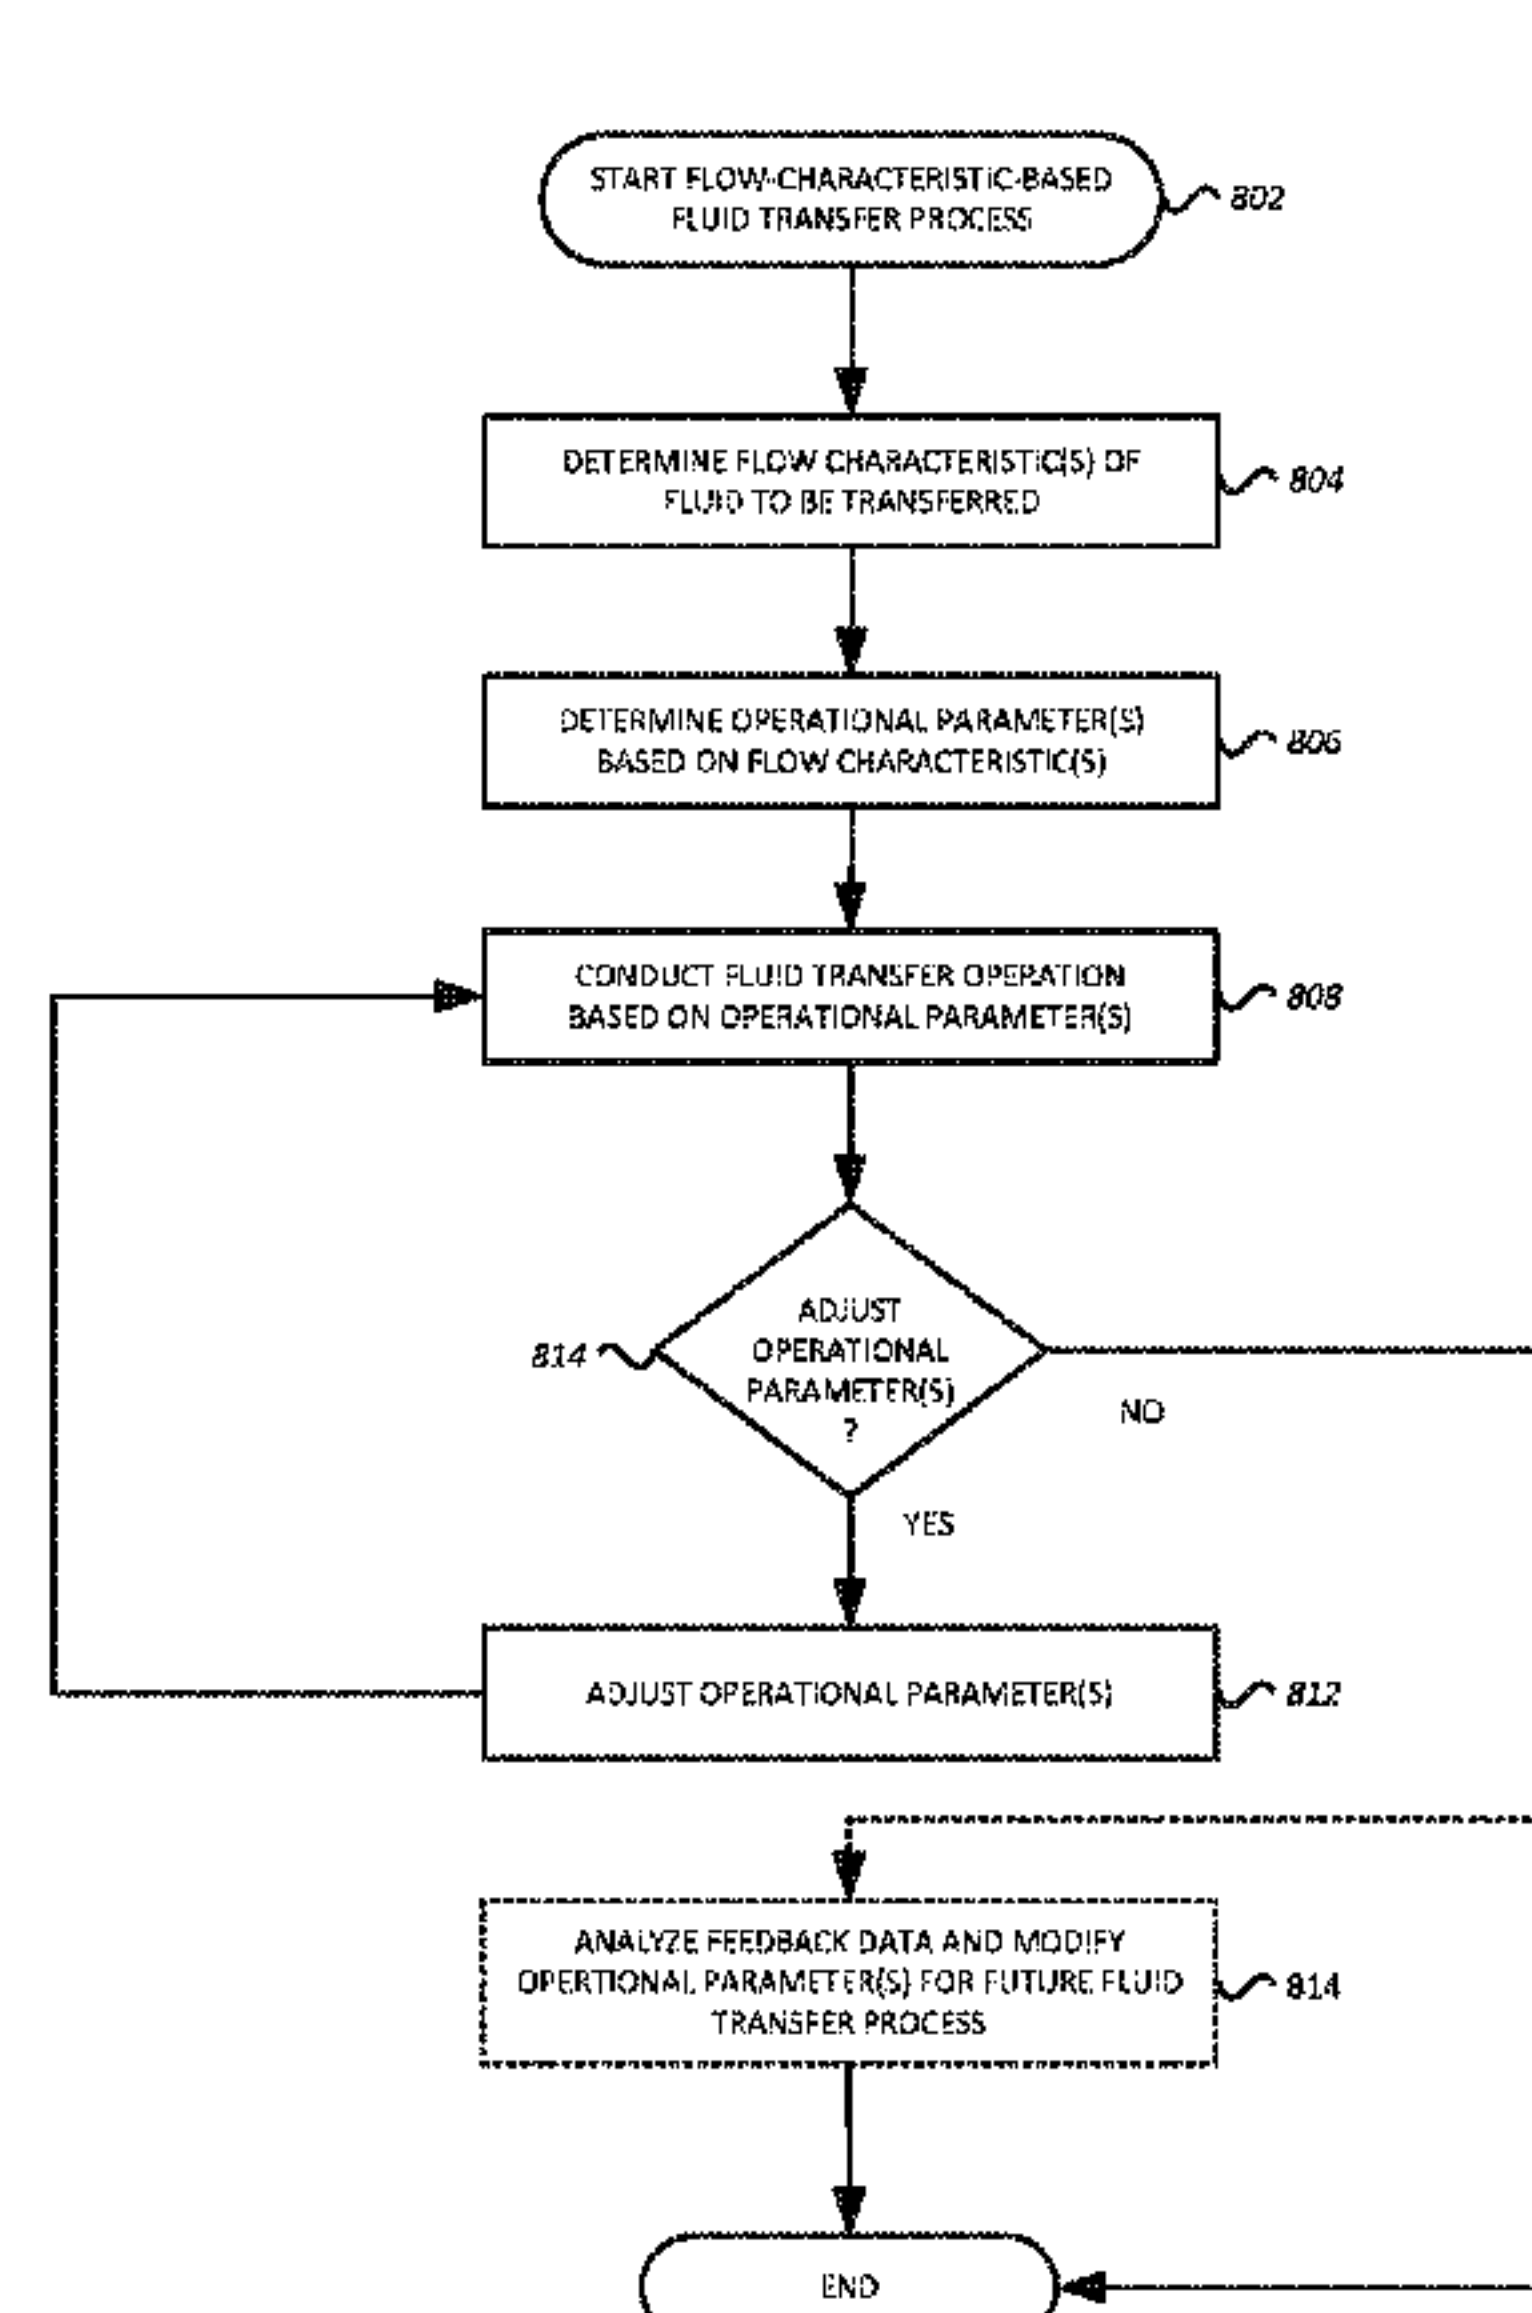 START FLOW-CHARACTERISTIC-BASED
FLUID TRANSFER PROCESS
802
DETERMINE FLOW CHARACTERISTIC(S) OF
FLUID TO BE TRANSFERRED
804
DETERMINE OPERATIONAL PARAMETER(S)
BASED ON FLOW CHARACTERISTIC(S)
806
CONDUCT FLUID TRANSFER OPERATION
BASED ON OPERATIONAL PARAMETER(S)
808
814
ADJUST
OPERATIONAL
PARAMETER(S)
?
NO
YES
ADJUST OPERATIONAL PARAMETER(S)
812
ANALYZE FEEDBACK DATA AND MODIFY
OPERTIONAL PARAMETER(S) FOR FUTURE FLUID
TRANSFER PROCESS
814
END